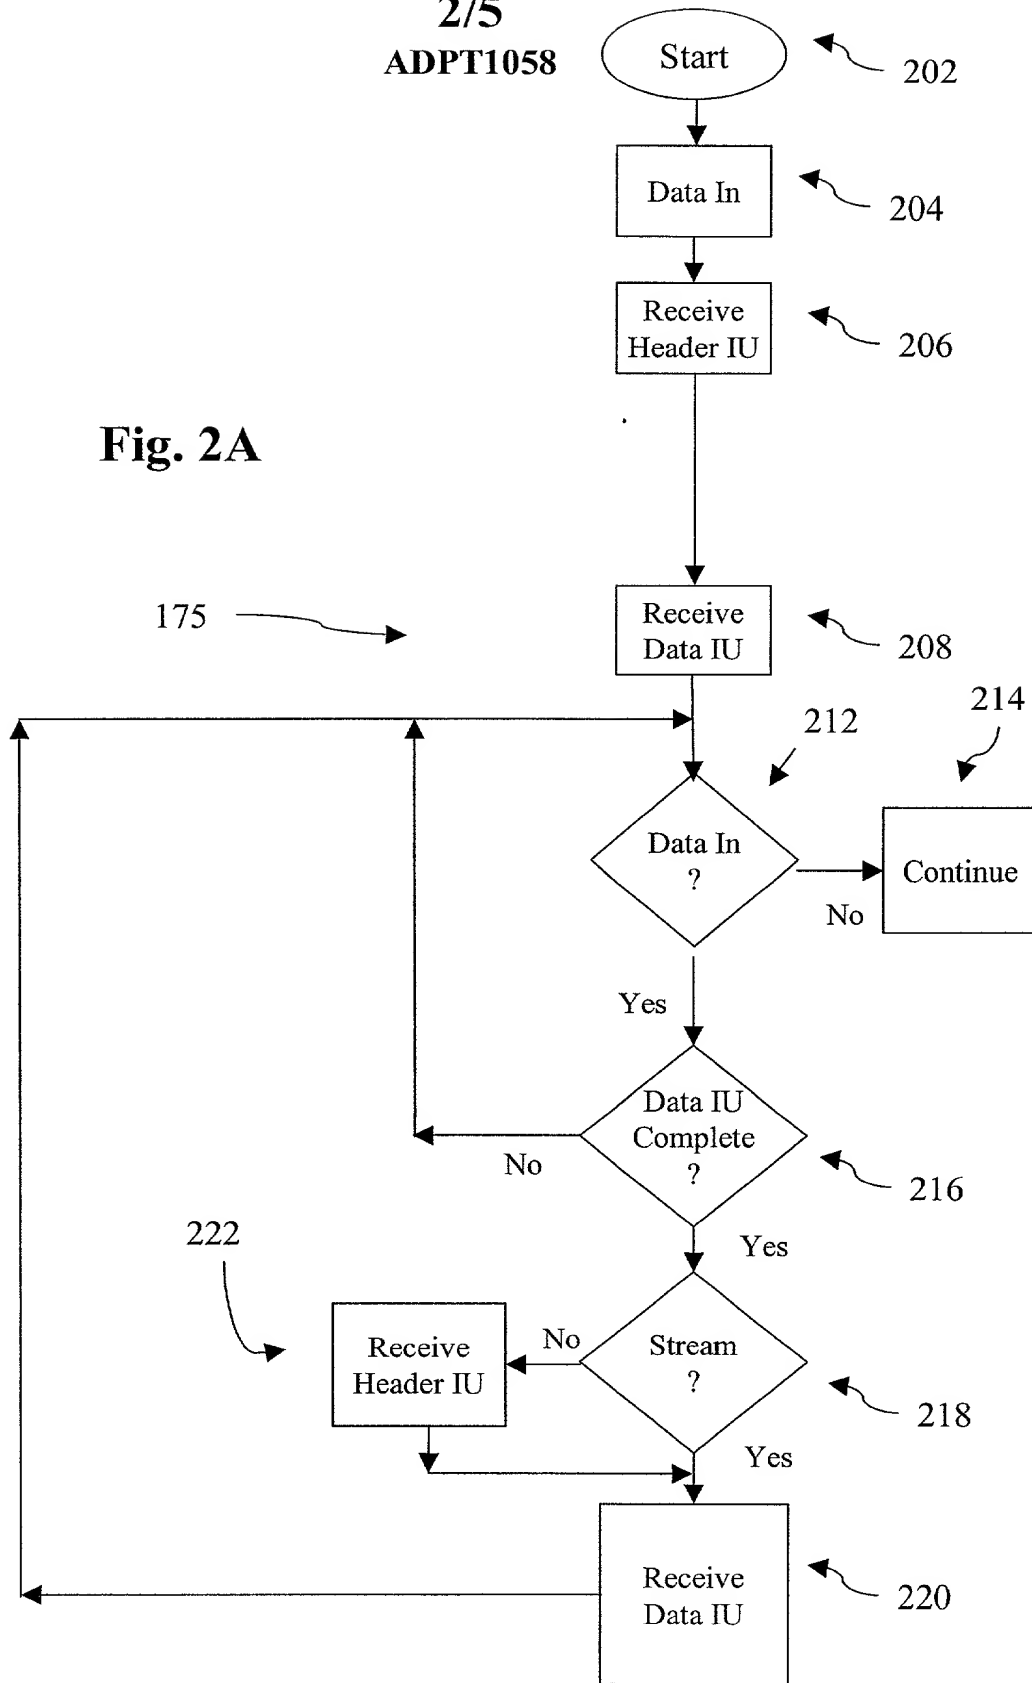 2/5
ADPT1058
Start
202
Data In
204
Receive
Header IU
206
Fig. 2A
175
Receive
Data IU
208
212
214
Data In
?
Continue
No
Yes
Data IU
Complete
?
No
216
Yes
222
Receive
Header IU
No
Stream
?
218
Yes
Receive
Data IU
220